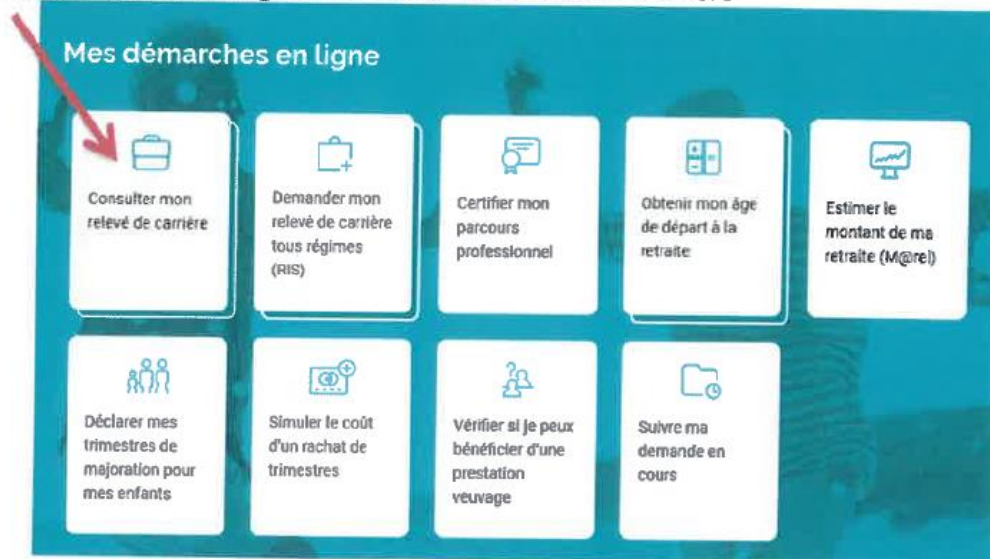 Mes démarches en ligne
Consulter mon
relevé de carrière
Demander mon
relevé de carrière
tous régimes
(RIS)
Certifier mon
parcours
professionnel
Obtenir mon âge
de départ à la
retraite
Estimer le
montant de ma
retraite (M@rel)
Déclarer mes
trimestres de
majoration pour
mes enfants
Simuler le coût
d'un rachat de
trimestres
Vérifier si je peux
bénéficier d'une
prestation
veuvage
Suivre ma
demande en
cours